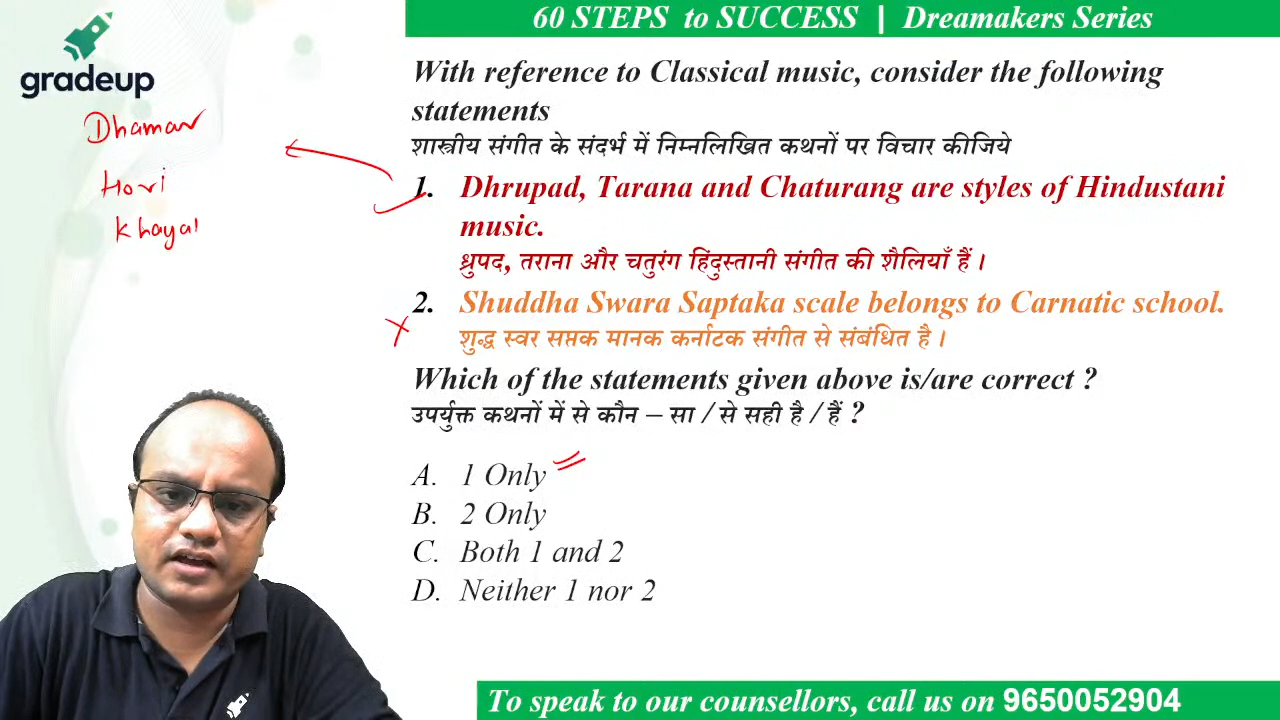 60 STEPS to SUCCESS | Dreamakers Series
gradeup
Dhamar
Hori
Khayal
With reference to Classical music, consider the following
statements
शास्त्रीय संगीत के संदर्भ में निम्नलिखित कथनों पर विचार कीजिये
1. Dhrupad, Tarana and Chaturang are styles of Hindustani
music.
ध्रुपद, तराना और चतुरंग हिंदुस्तानी संगीत की शैलियाँ हैं ।
2. Shuddha Swara Saptaka scale belongs to Carnatic school.
शुद्ध स्वर सप्तक मानक कर्नाटक संगीत से संबंधित है ।
Which of the statements given above is/are correct ?
उपर्युक्त कथनों में से कौन – सा / से सही है / हैं ?
A. 1 Only
B. 2 Only
C. Both 1 and 2
D. Neither 1 nor 2
To speak to our counsellors, call us on 9650052904